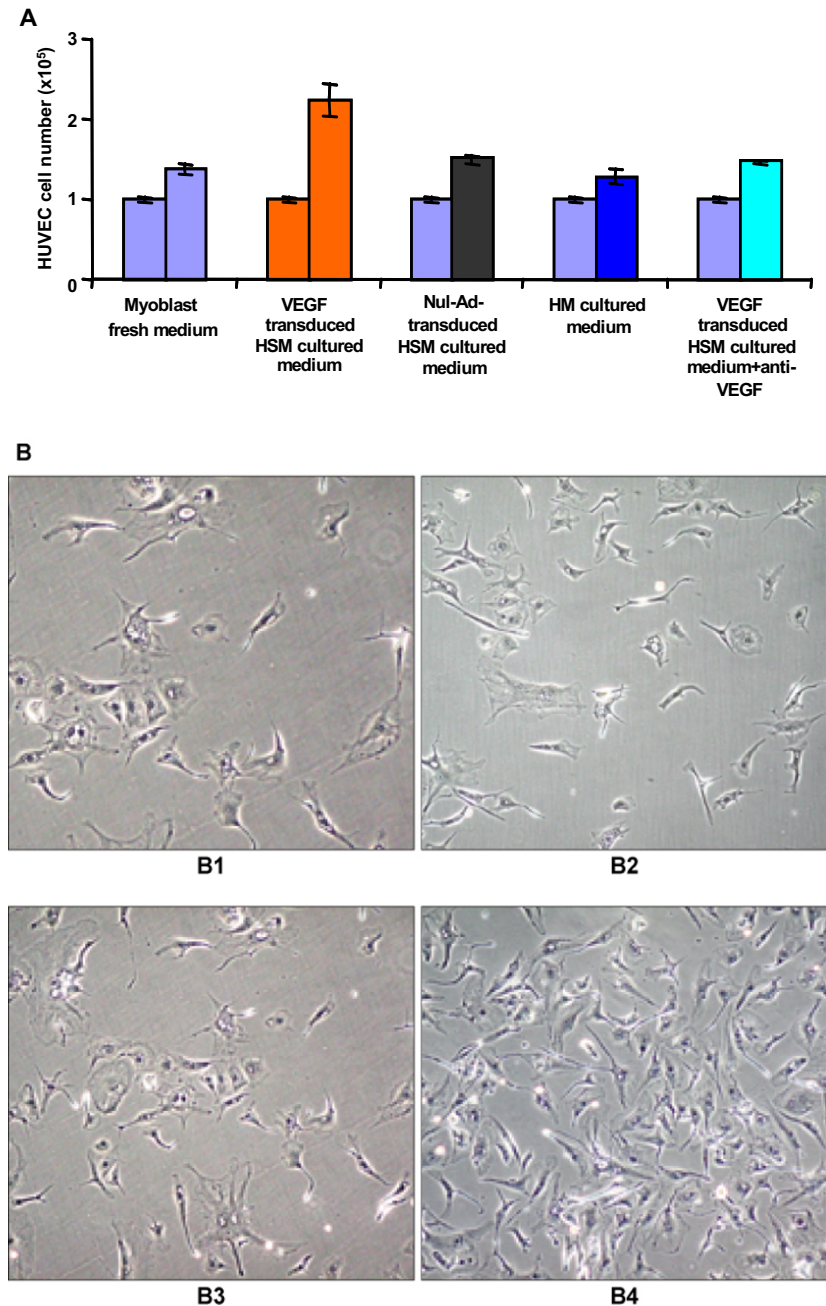 A
HUVEC cell number (x10⁵)
3
2
1
0
Myoblast
fresh medium
VEGF
transduced
HSM cultured
medium
Nul-Ad-
transduced
HSM cultured
medium
HM cultured
medium
VEGF
transduced
HSM cultured
medium+anti-
VEGF
B
B1
B2
B3
B4